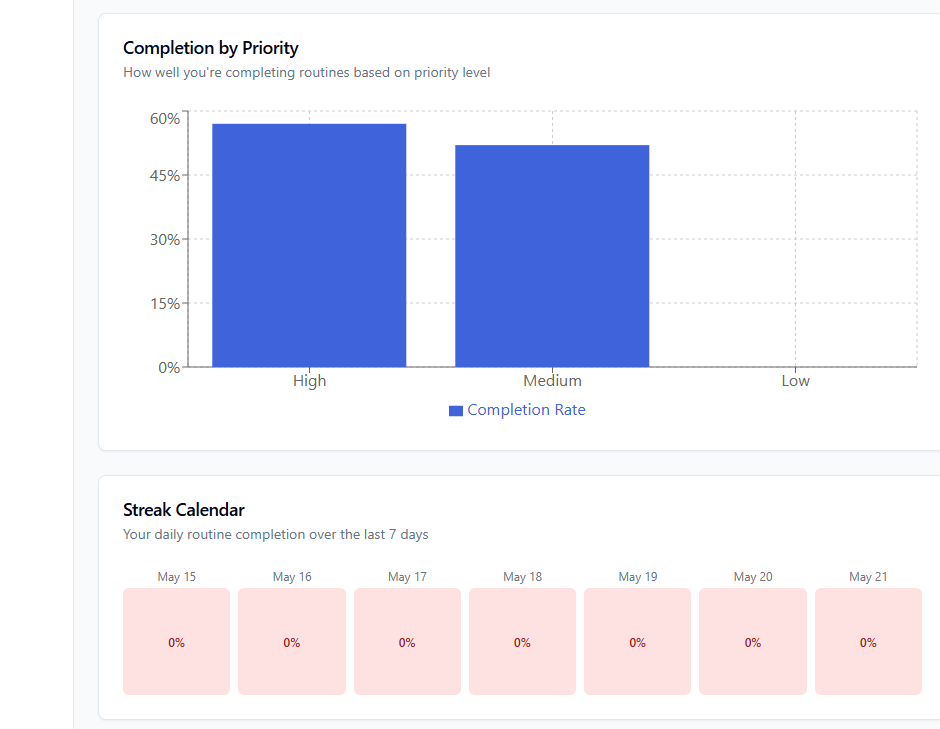 Completion by Priority
How well you're completing routines based on priority level
60%
45%
30%
15%
0%
High Medium Low
Completion Rate
Streak Calendar
Your daily routine completion over the last 7 days
May 15 May 16 May 17 May 18 May 19 May 20 May 21
0% 0% 0% 0% 0% 0% 0%